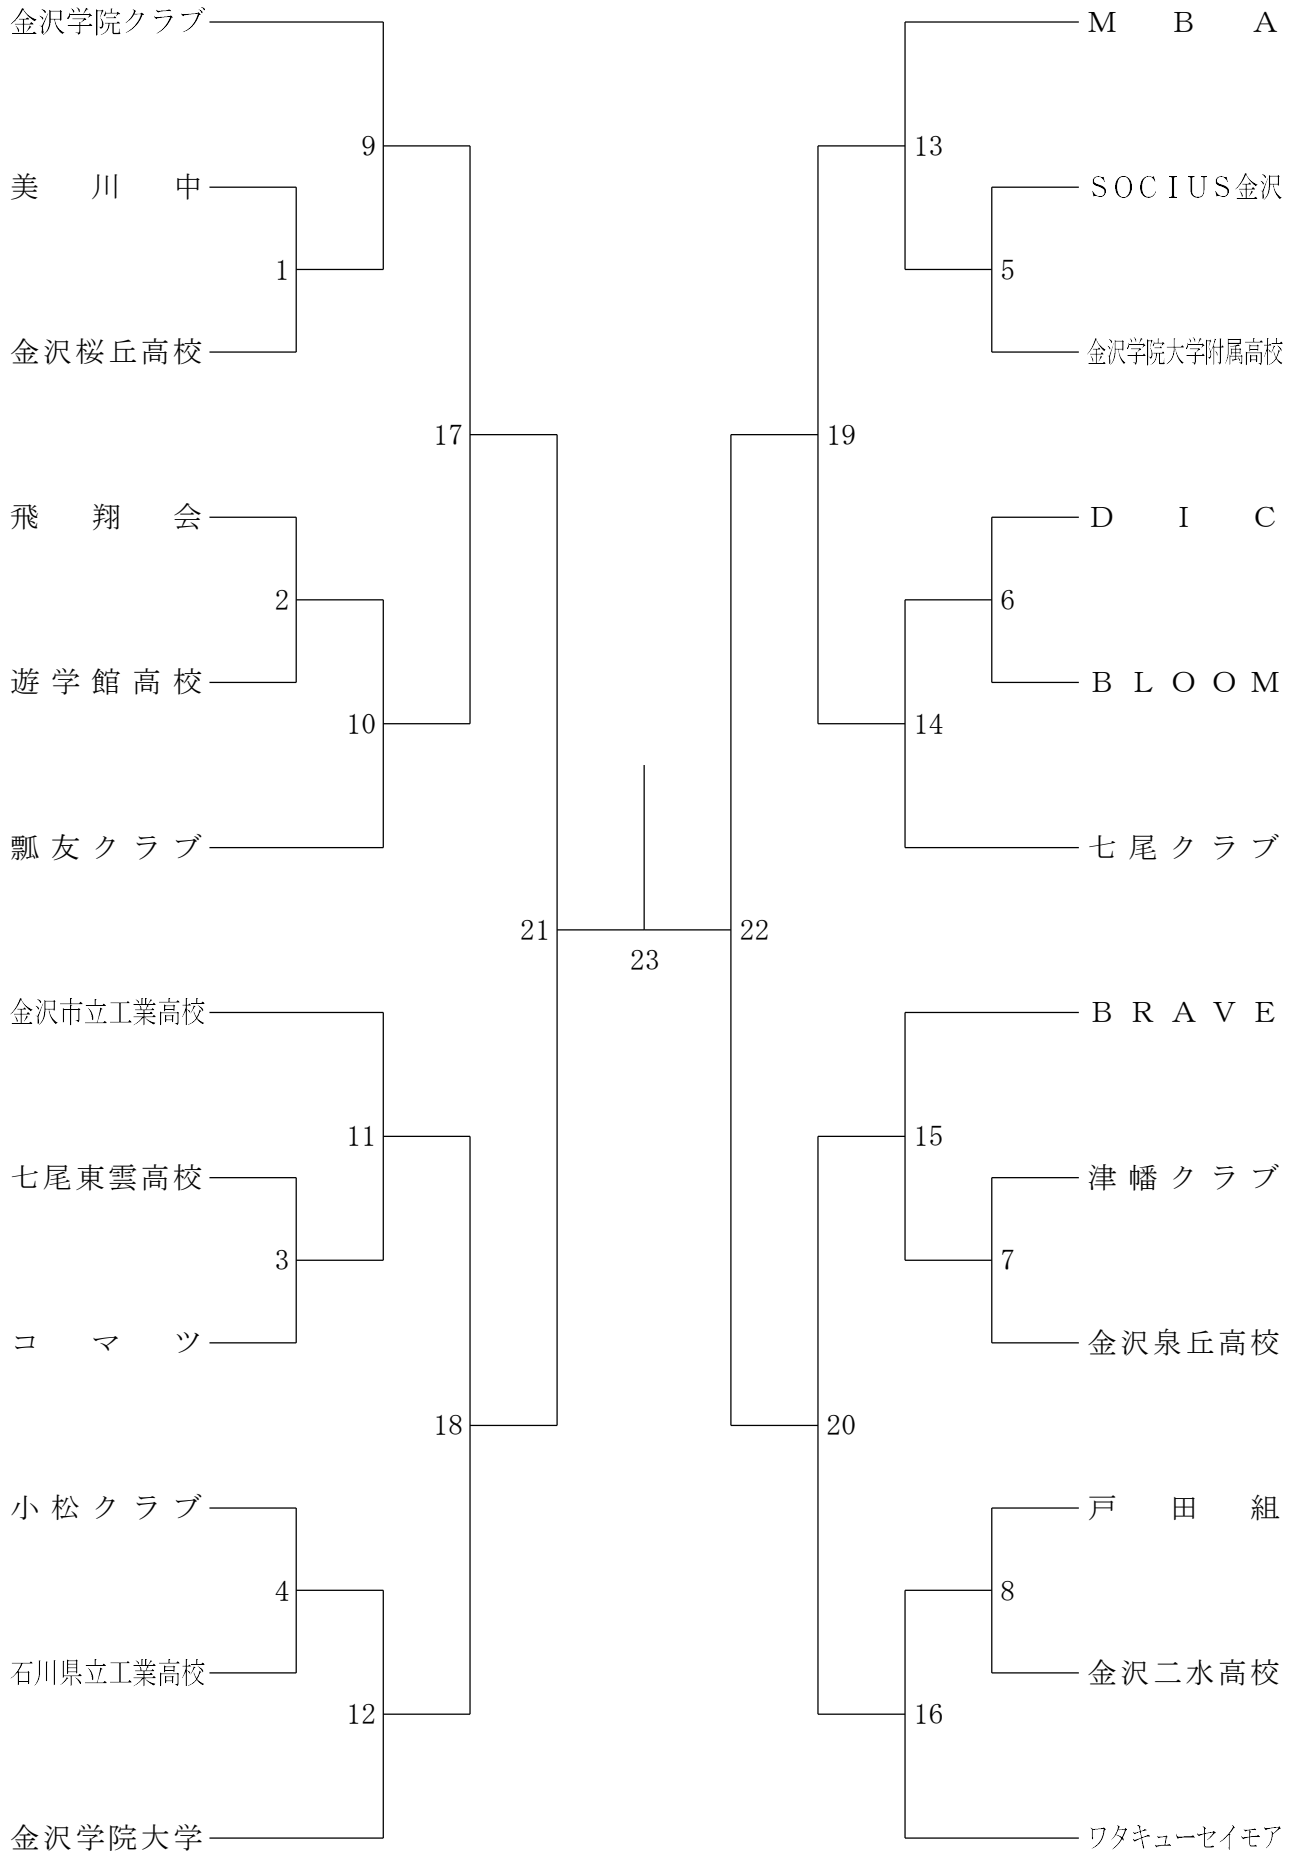 金沢学院クラブ
9
美川中
1
金沢桜丘高校
17
飛翔会
2
遊学館高校
10
瓢友クラブ
21
金沢市立工業高校
11
七尾東雲高校
3
コマツ
18
小松クラブ
4
石川県立工業高校
12
金沢学院大学
23
MBA
13
SOCIUS金沢
5
金沢学院大学附属高校
19
DIC
6
BLOOM
14
七尾クラブ
22
BRAVE
15
津幡クラブ
7
金沢泉丘高校
20
戸田組
8
金沢二水高校
16
ワタキューセイモア